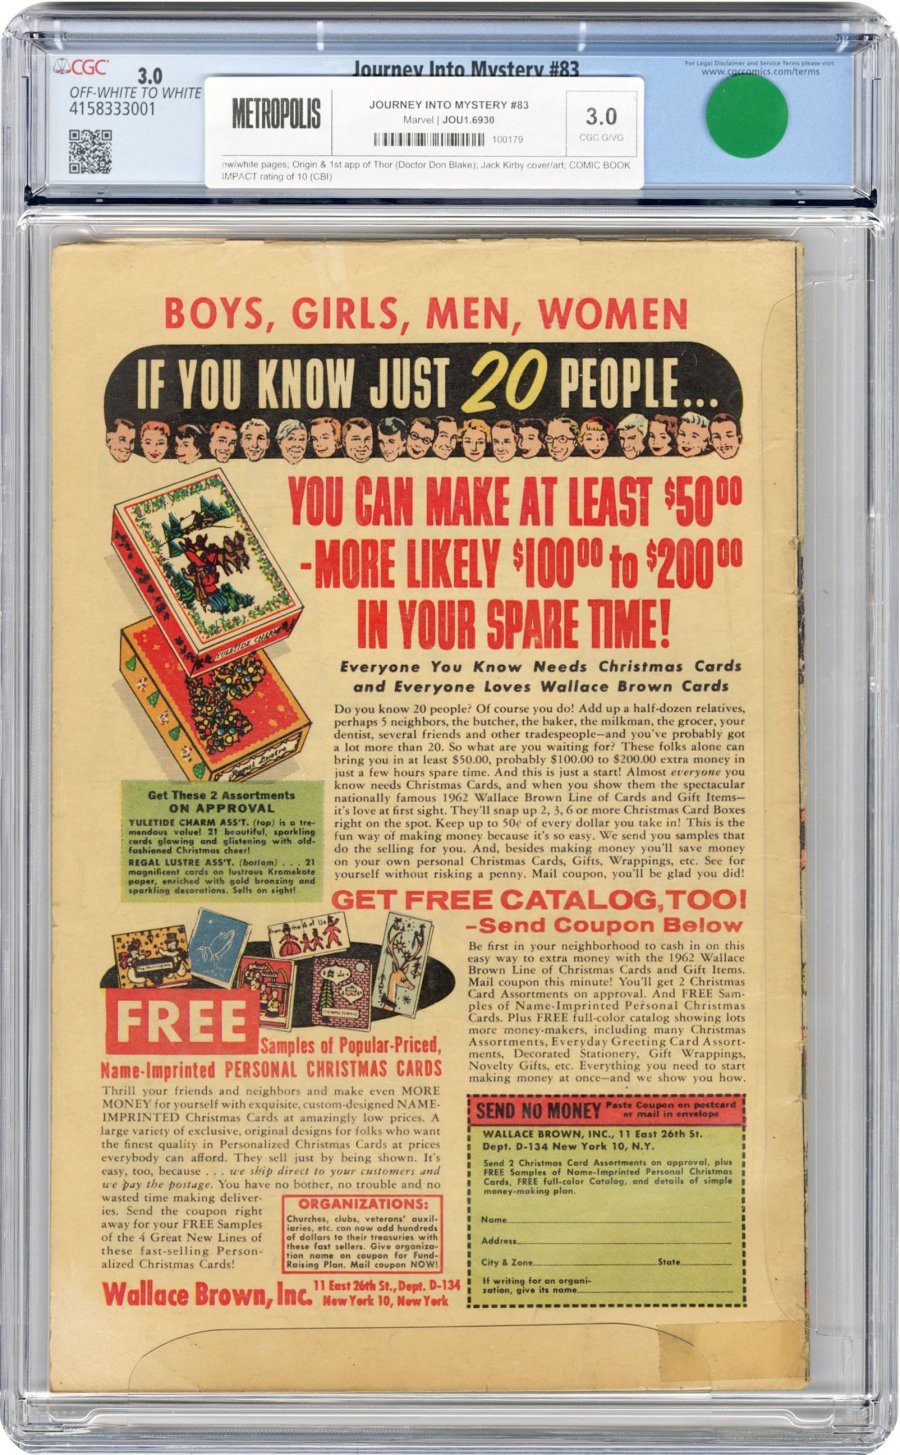 CGC
3.0
OFF-WHITE TO WHITE
4158333001
Journey Into Mystery #83
For Legal Disclaimer and Service Terms please visit:
www.cgccomics.com/terms
METROPOLIS
JOURNEY INTO MYSTERY #83
Marvel | JOU1.6930
100179
3.0
CGC G/VG
ow/white pages; Origin & 1st app of Thor (Doctor Don Blake); Jack Kirby cover/art; COMIC BOOK
IMPACT rating of 10 (CBI)
BOYS, GIRLS, MEN, WOMEN
IF YOU KNOW JUST 20 PEOPLE...
YOU CAN MAKE AT LEAST $5000
-MORE LIKELY $10000 to $20000
IN YOUR SPARE TIME!
YULETIDE CHARM
Regal Lustre
Everyone You Know Needs Christmas Cards
and Everyone Loves Wallace Brown Cards
Do you know 20 people? Of course you do! Add up a half-dozen relatives,
perhaps 5 neighbors, the butcher, the baker, the milkman, the grocer, your
dentist, several friends and other tradespeople—and you've probably got
a lot more than 20. So what are you waiting for? These folks alone can
bring you in at least $50.00, probably $100.00 to $200.00 extra money in
just a few hours spare time. And this is just a start! Almost everyone you
know needs Christmas Cards, and when you show them the spectacular
nationally famous 1962 Wallace Brown Line of Cards and Gift Items—
it's love at first sight. They'll snap up 2, 3, 6 or more Christmas Card Boxes
right on the spot. Keep up to 50¢ of every dollar you take in! This is the
fun way of making money because it's so easy. We send you samples that
do the selling for you. And, besides making money you'll save money
on your own personal Christmas Cards, Gifts, Wrappings, etc. See for
yourself without risking a penny. Mail coupon, you'll be glad you did!
Get These 2 Assortments
ON APPROVAL
YULETIDE CHARM ASS'T. (top) is a tre-
mendous value! 21 beautiful, sparkling
cards glowing and glistening with old-
fashioned Christmas cheer!
REGAL LUSTRE ASS'T. (bottom) . . . 21
magnificent cards on lustrous Kromekote
paper, enriched with gold bronzing and
sparkling decorations. Sells on sight!
GET FREE CATALOG, TOO!
-Send Coupon Below
Be first in your neighborhood to cash in on this
easy way to extra money with the 1962 Wallace
Brown Line of Christmas Cards and Gift Items.
Mail coupon this minute! You'll get 2 Christmas
Card Assortments on approval. And FREE Sam-
ples of Name-Imprinted Personal Christmas
Cards. Plus FREE full-color catalog showing lots
more money-makers, including many Christmas
Assortments, Everyday Greeting Card Assort-
ments, Decorated Stationery, Gift Wrappings,
Novelty Gifts, etc. Everything you need to start
making money at once—and we show you how.
FREE
Samples of Popular-Priced,
Name-Imprinted PERSONAL CHRISTMAS CARDS
Thrill your friends and neighbors and make even MORE
MONEY for yourself with exquisite, custom-designed NAME-
IMPRINTED Christmas Cards at amazingly low prices. A
large variety of exclusive, original designs for folks who want
the finest quality in Personalized Christmas Cards at prices
everybody can afford. They sell just by being shown. It's
easy, too, because . . . we ship direct to your customers and
we pay the postage. You have no bother, no trouble and no
wasted time making deliver-
ies. Send the coupon right
away for your FREE Samples
of the 4 Great New Lines of
these fast-selling Person-
alized Christmas Cards!
ORGANIZATIONS:
Churches, clubs, veterans' auxil-
iaries, etc. can now add hundreds
of dollars to their treasuries with
these fast sellers. Give organiza-
tion name on coupon for Fund-
Raising Plan. Mail coupon NOW!
Wallace Brown, Inc. 11 East 26th St., Dept. D-134
New York 10, New York
SEND NO MONEY Paste Coupon on postcard
or mail in envelope
WALLACE BROWN, INC., 11 East 26th St.
Dept. D-134 New York 10, N.Y.
Send 2 Christmas Card Assortments on approval, plus
FREE Samples of Name-Imprinted Personal Christmas
Cards, FREE full-color Catalog, and details of simple
money-making plan.
Name
Address
City & Zone State
If writing for an organi-
zation, give its name